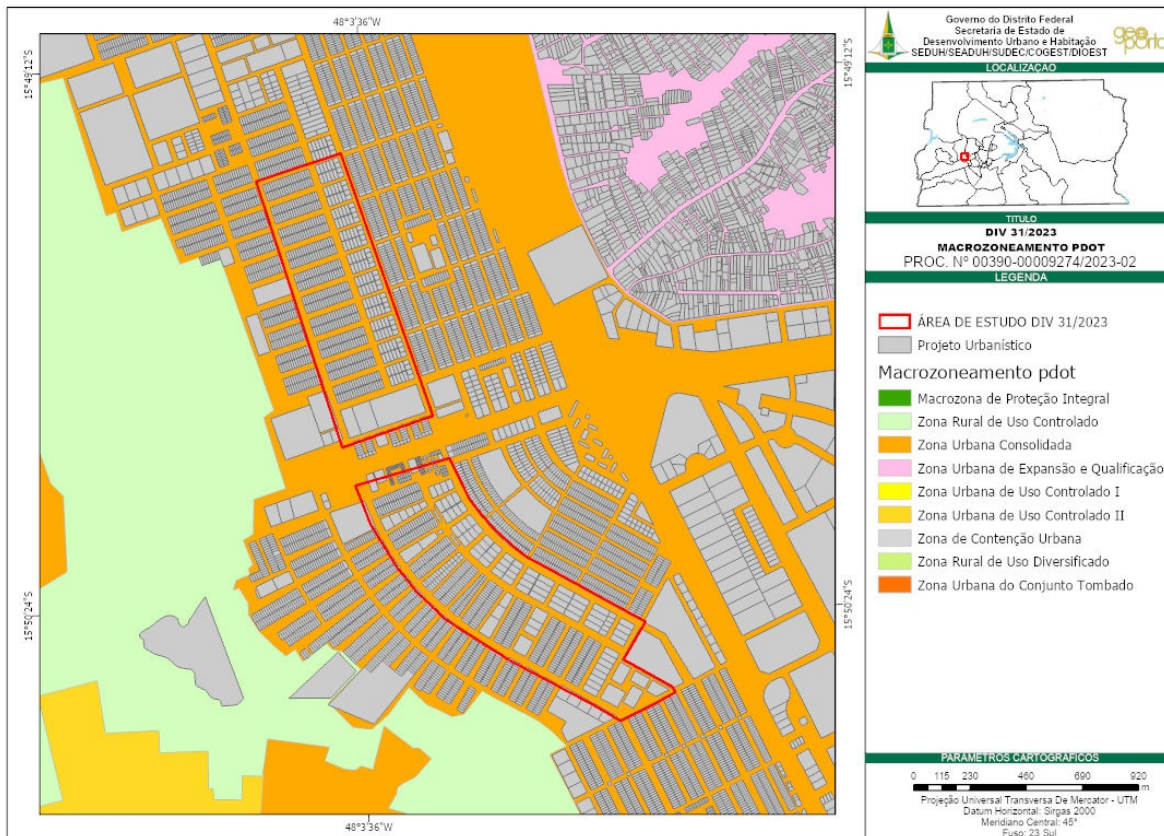 48°3'36"W
15°49'12"S
15°49'12"S
15°50'24"S
15°50'24"S
48°3'36"W
Governo do Distrito Federal
Secretaria de Estado de
Desenvolvimento Urbano e Habitação
SEDUH/SEADUH/SUDEC/COGEST/DIOEST
geo
portal
LOCALIZAÇÃO
TITULO
DIV 31/2023
MACROZONEAMENTO PDOT
PROC. Nº 00390-00009274/2023-02
LEGENDA
ÁREA DE ESTUDO DIV 31/2023
Projeto Urbanístico
Macrozoneamento pdot
Macrozona de Proteção Integral
Zona Rural de Uso Controlado
Zona Urbana Consolidada
Zona Urbana de Expansão e Qualificação
Zona Urbana de Uso Controlado I
Zona Urbana de Uso Controlado II
Zona de Contenção Urbana
Zona Rural de Uso Diversificado
Zona Urbana do Conjunto Tombado
PARÂMETROS CARTOGRÁFICOS
0 115 230 460 690 920
m
Projeção Universal Transversa De Mercator - UTM
Datum Horizontal: Sirgas 2000
Meridiano Central: 45°
Fuso: 23 Sul